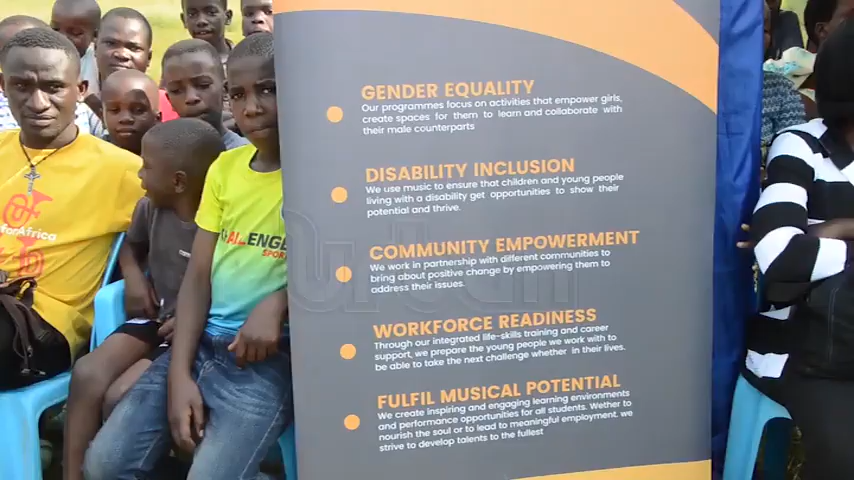 GENDER EQUALITY
Our programmes focus on activities that empower girls,
create spaces for them to learn and collaborate with
their male counterparts
DISABILITY INCLUSION
We use music to ensure that children and young people
living with a disability get opportunities to show their
potential and thrive.
COMMUNITY EMPOWERMENT
We work in partnership with different communities to
bring about positive change by empowering them to
address their issues.
WORKFORCE READINESS
Through our integrated life-skills training and career
support, we prepare the young people we work with to
be able to take the next challenge whether in their lives.
FULFIL MUSICAL POTENTIAL
We create inspiring and engaging learning environments
and performance opportunities for all students. Wether to
nourish the soul or to lead to meaningful employment. we
strive to develop talents to the fullest
forAfrica
ALLENGE
SPOR